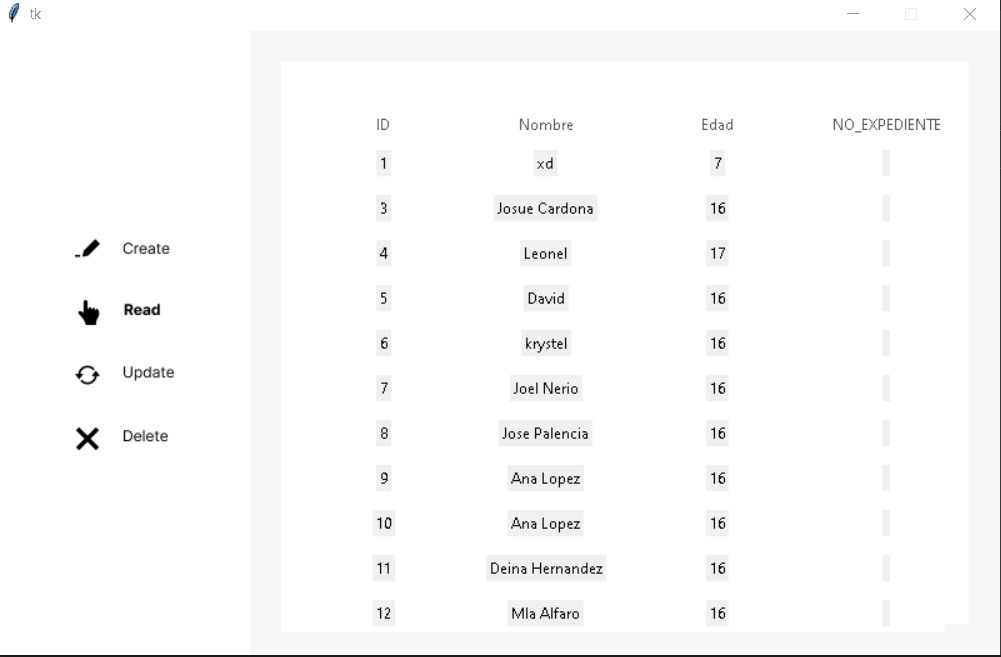 tk
Create
Read
Update
Delete
ID Nombre Edad NO_EXPEDIENTE
1 xd 7
3 Josue Cardona 16
4 Leonel 17
5 David 16
6 krystel 16
7 Joel Nerio 16
8 Jose Palencia 16
9 Ana Lopez 16
10 Ana Lopez 16
11 Deina Hernandez 16
12 Mla Alfaro 16